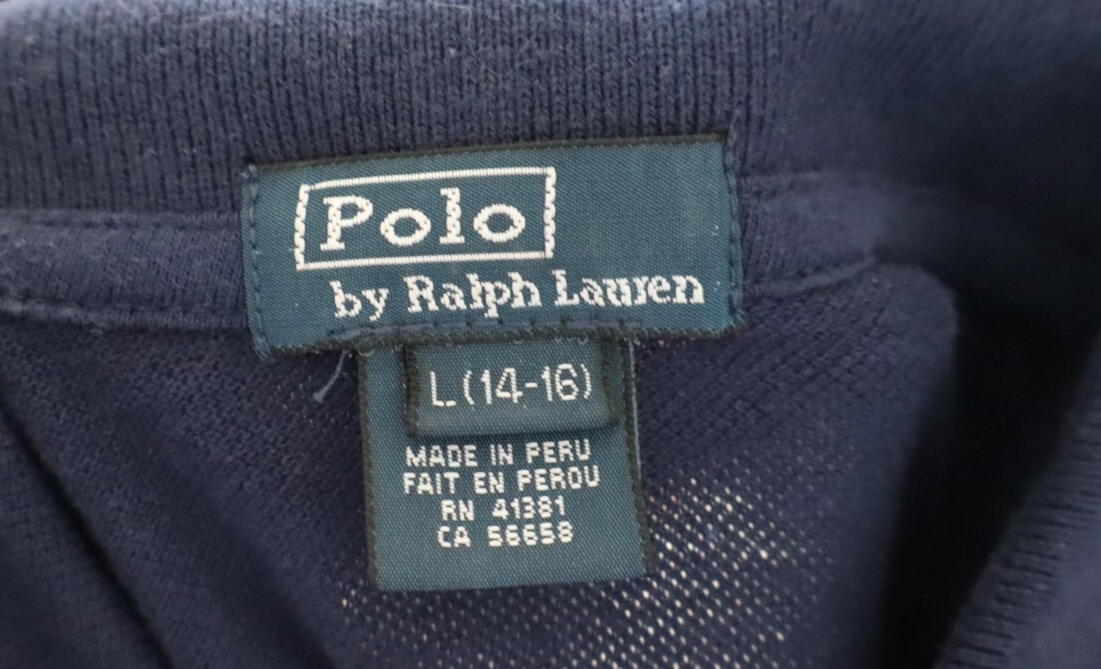 Polo
by Ralph Lauren
L (14-16)
MADE IN PERU
FAIT EN PEROU
RN 41381
CA 56658